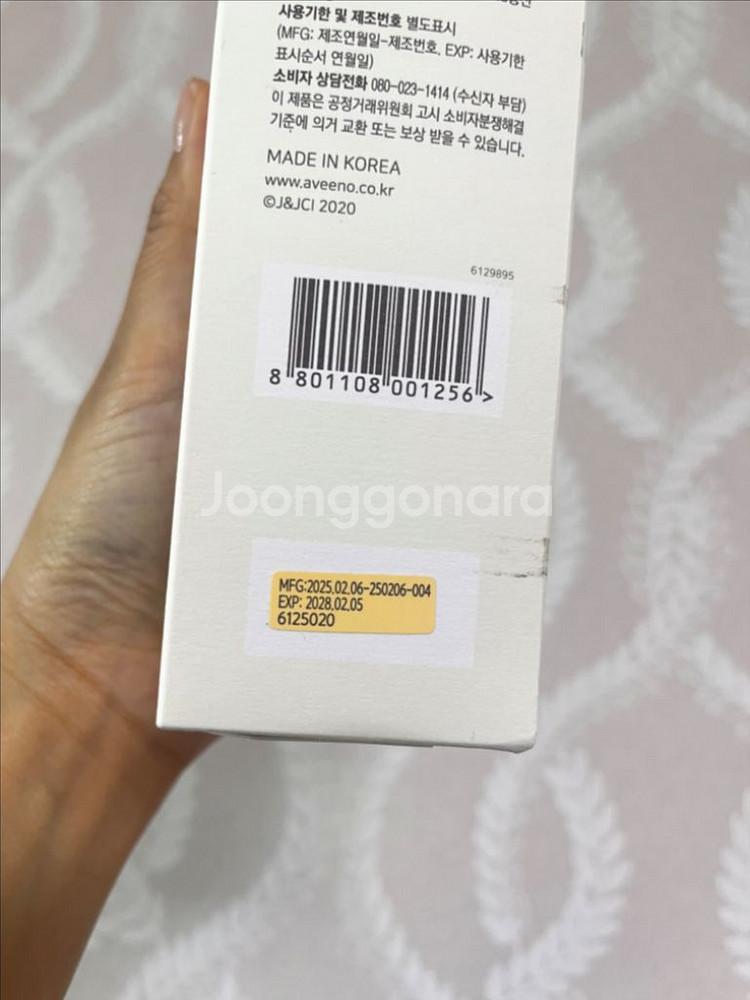 사용기한 및 제조번호 별도표시
(MFG: 제조연월일-제조번호, EXP: 사용기한
표시순서 연월일)
소비자 상담전화 080-023-1414 (수신자 부담)
이 제품은 공정거래위원회 고시 소비자분쟁해결
기준에 의거 교환 또는 보상 받을 수 있습니다.
MADE IN KOREA
www.aveeno.co.kr
©J&JCI 2020
6129895
8 801108 001256 >
Joonggonara
MFG:2025.02.06-250206-004
EXP: 2028.02.05
6125020